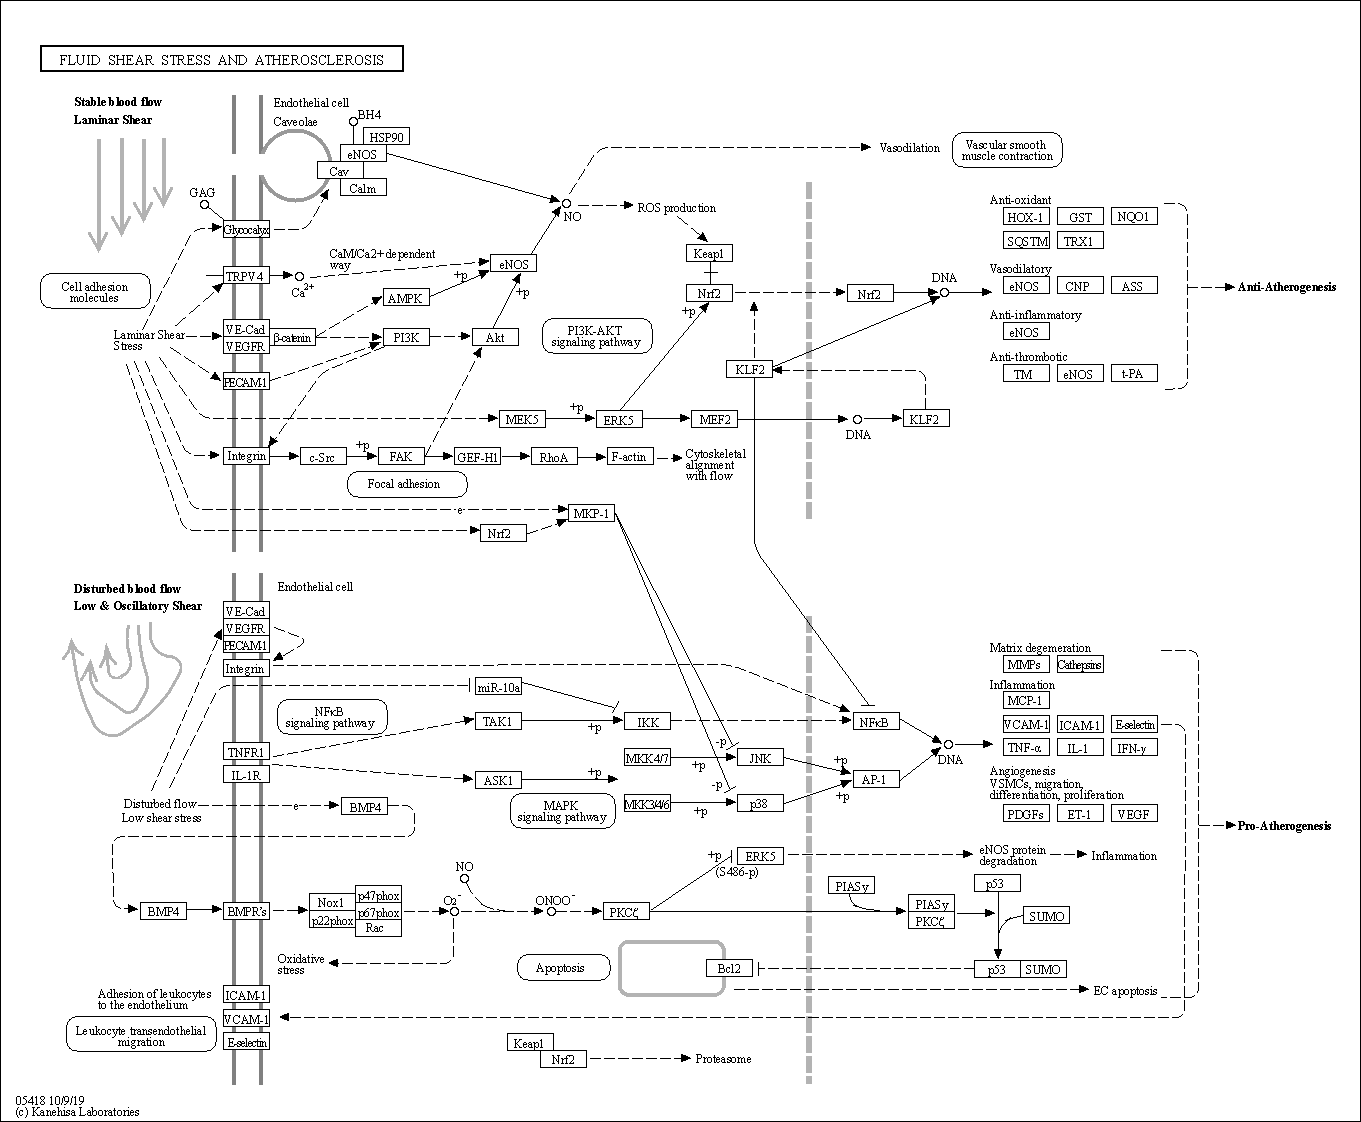 FLUID SHEAR STRESS AND ATHEROSCLEROSIS
Stable blood flow
Laminar Shear
Endothelial cell
Caveolae
BH4
HSP90
eNOS
Cav
Calm
Vasodilation
Vascular smooth
muscle contraction
GAG
Glycocalyx
NO
ROS production
Anti-oxidant
HOX-1
GST
NQO1
SQSTM
TRX1
CaM/Ca2+ dependent
way
eNOS
Keap1
TRPV4
Ca2+
+p
Vasodilatory
eNOS
CNP
ASS
Cell adhesion
molecules
AMPK
+p
Nrf2
+p
Nrf2
DNA
Anti-Atherogenesis
Anti-inflammatory
eNOS
Laminar Shear
Stress
VE-Cad
VEGFR
β-catenin
PI3K
Akt
PI3K-AKT
signaling pathway
Anti-thrombotic
TM
eNOS
t-PA
PECAM-1
KLF2
MEK5
+p
ERK5
MEF2
DNA
KLF2
Integrin
c-Src
+p
FAK
GEF-H1
RhoA
F-actin
Cytoskeletal
alignment
with flow
Focal adhesion
e
MKP-1
Nrf2
Disturbed blood flow
Low & Oscillatory Shear
Endothelial cell
VE-Cad
VEGFR
PECAM-1
Integrin
Matrix degemeration
MMPs
Cathepsins
miR-10a
Inflammation
MCP-1
NFκB
signaling pathway
TAK1
+p
IKK
NFκB
VCAM-1
ICAM-1
E-selectin
TNFR1
IL-1R
-p
MKK4/7
+p
JNK
+p
DNA
TNF-α
IL-1
IFN-γ
ASK1
+p
-p
AP-1
Angiogenesis
VSMCs, migration,
differentiation, proliferation
Disturbed flow
Low shear stress
e
BMP4
MAPK
signaling pathway
MKK3/4/6
+p
p38
+p
PDGFs
ET-1
VEGF
Pro-Atherogenesis
+p
(S486-p)
ERK5
eNOS protein
degradation
Inflammation
NO
BMP4
BMPR's
Nox1
p22phox
p47phox
p67phox
Rac
O2-
ONOO-
PKCζ
PIASy
PIASy
PKCζ
p53
SUMO
Oxidative
stress
Apoptosis
Bcl2
p53
SUMO
EC apoptosis
Adhesion of leukocytes
to the endothelium
ICAM-1
VCAM-1
E-selectin
Leukocyte transendothelial
migration
Keap1
Nrf2
Proteasome
05418 10/9/19
(c) Kanehisa Laboratories